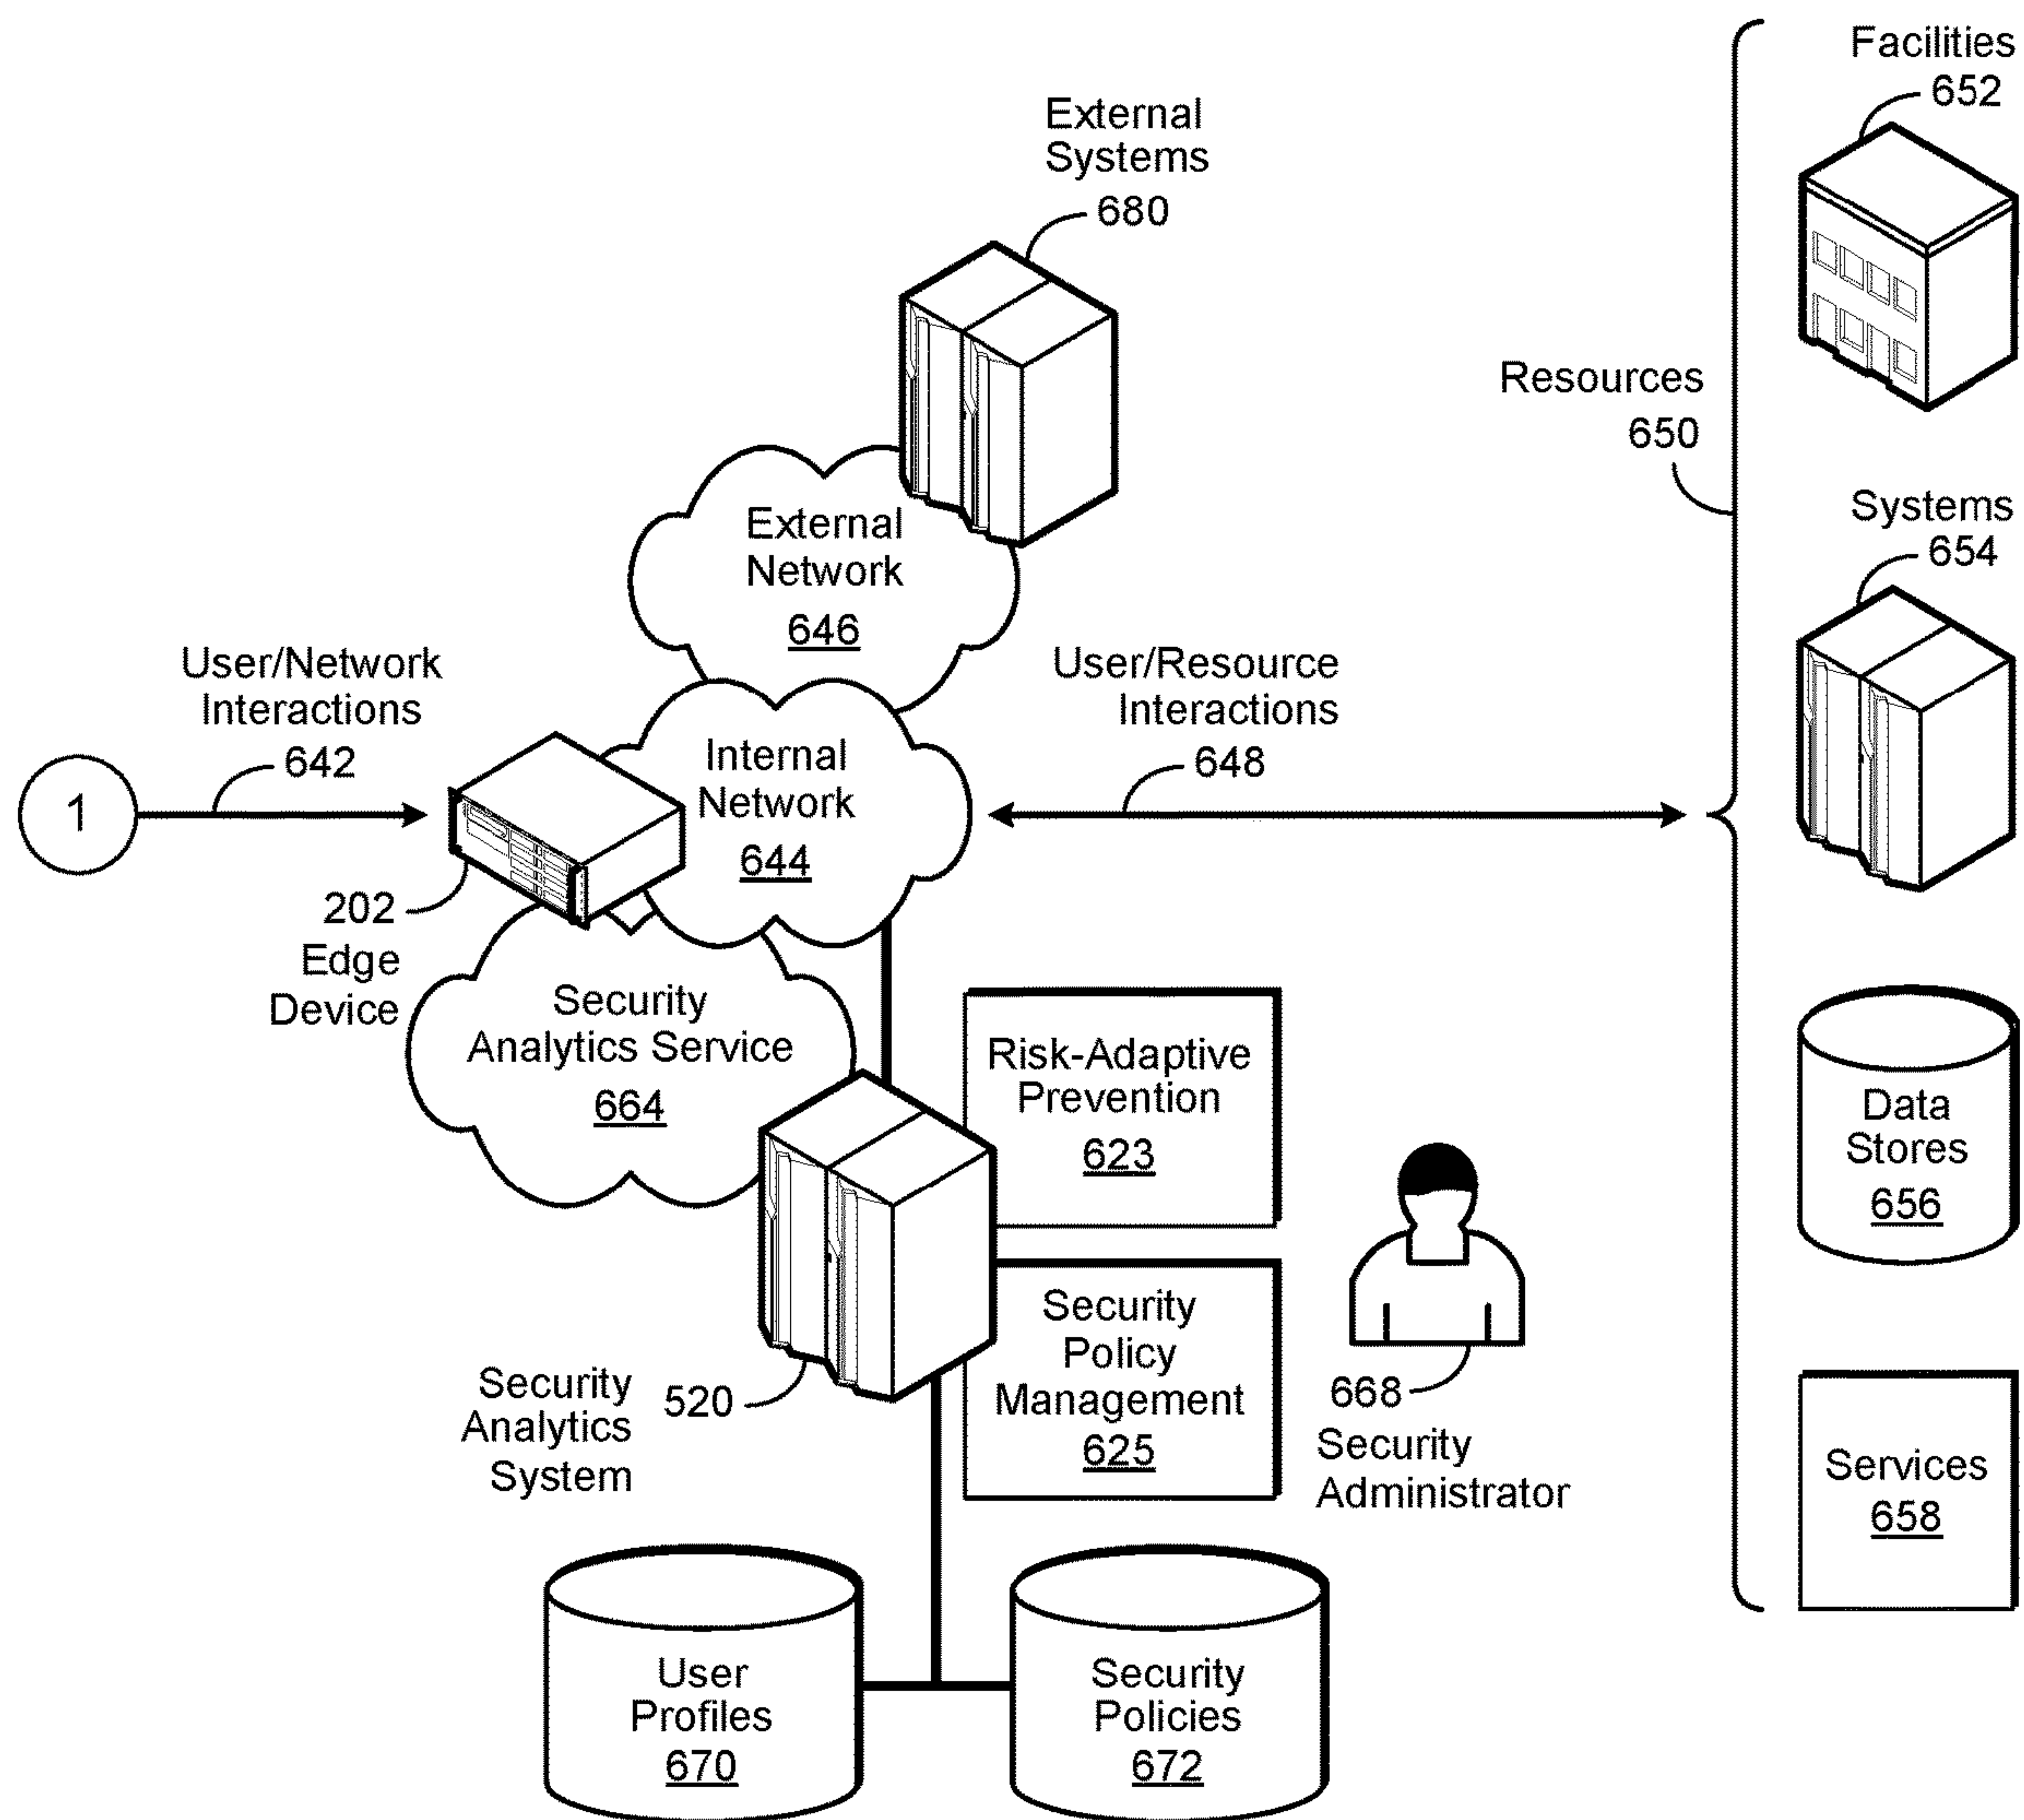 Facilities
652
External
Systems
680
Resources
650
Systems
654
External
Network
646
User/Network
Interactions
642
User/Resource
Interactions
648
1
Internal
Network
644
202
Edge
Device
Security
Analytics Service
664
Risk-Adaptive
Prevention
623
Data
Stores
656
Security
Policy
Management
625
Security
Analytics
System
520
668
Security
Administrator
Services
658
User
Profiles
670
Security
Policies
672